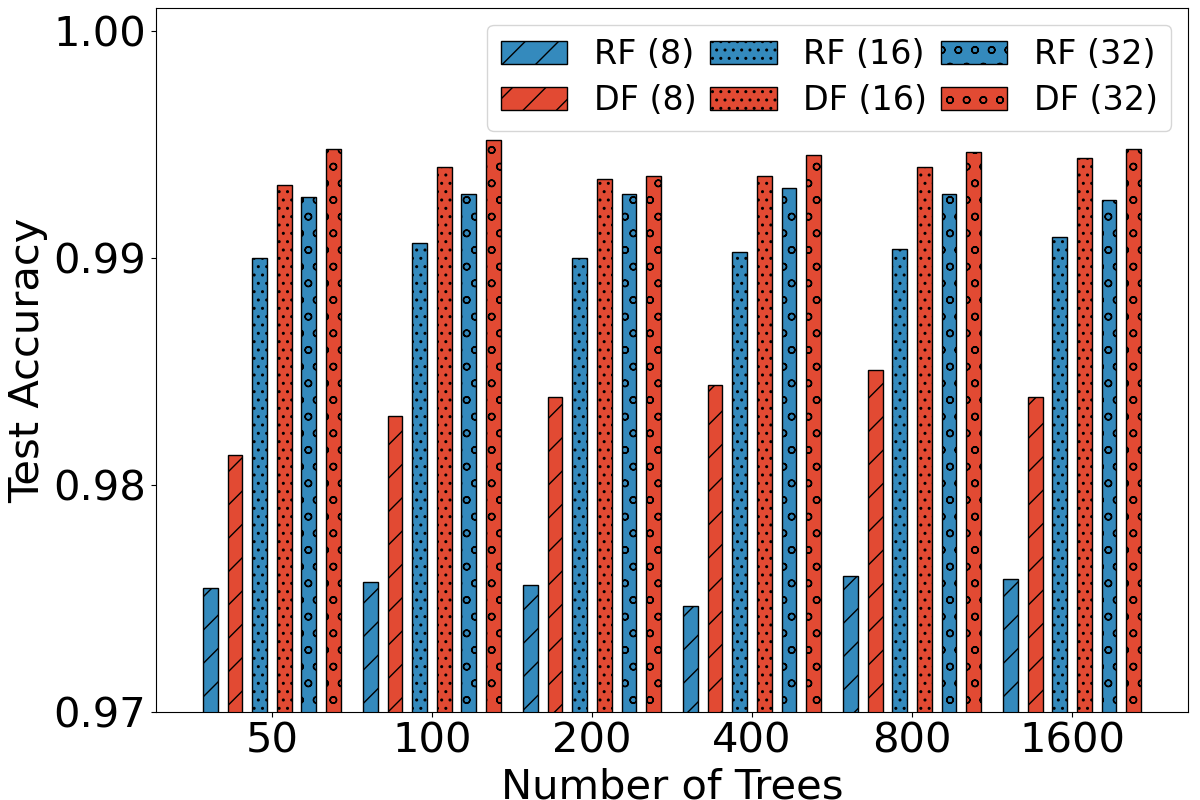 1.00
RF (8) RF (16) RF (32)
DF (8) DF (16) DF (32)
0.99
0.98
0.97
Test Accuracy
50 100 200 400 800 1600
Number of Trees